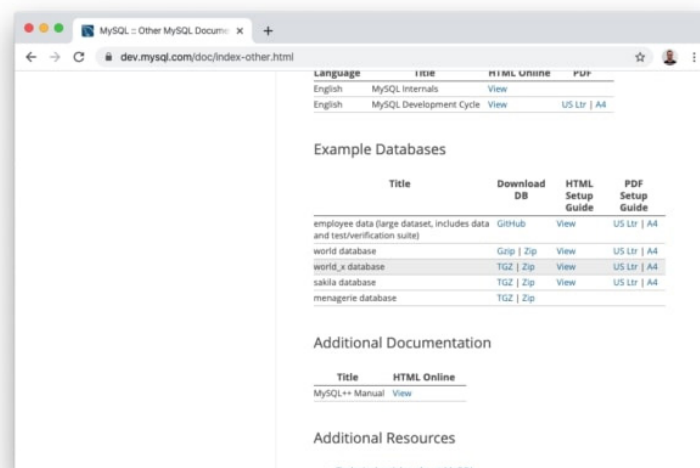 MySQL :: Other MySQL Docume
dev.mysql.com/doc/index-other.html
Language Title HTML Online PDF
English MySQL Internals View
English MySQL Development Cycle View US Ltr | A4
Example Databases
Title Download DB HTML Setup Guide PDF Setup Guide
employee data (large dataset, includes data and test/verification suite) GitHub View US Ltr | A4
world database Gzip | Zip View US Ltr | A4
world_x database TGZ | Zip View US Ltr | A4
sakila database TGZ | Zip View US Ltr | A4
menagerie database TGZ | Zip
Additional Documentation
Title HTML Online
MySQL++ Manual View
Additional Resources